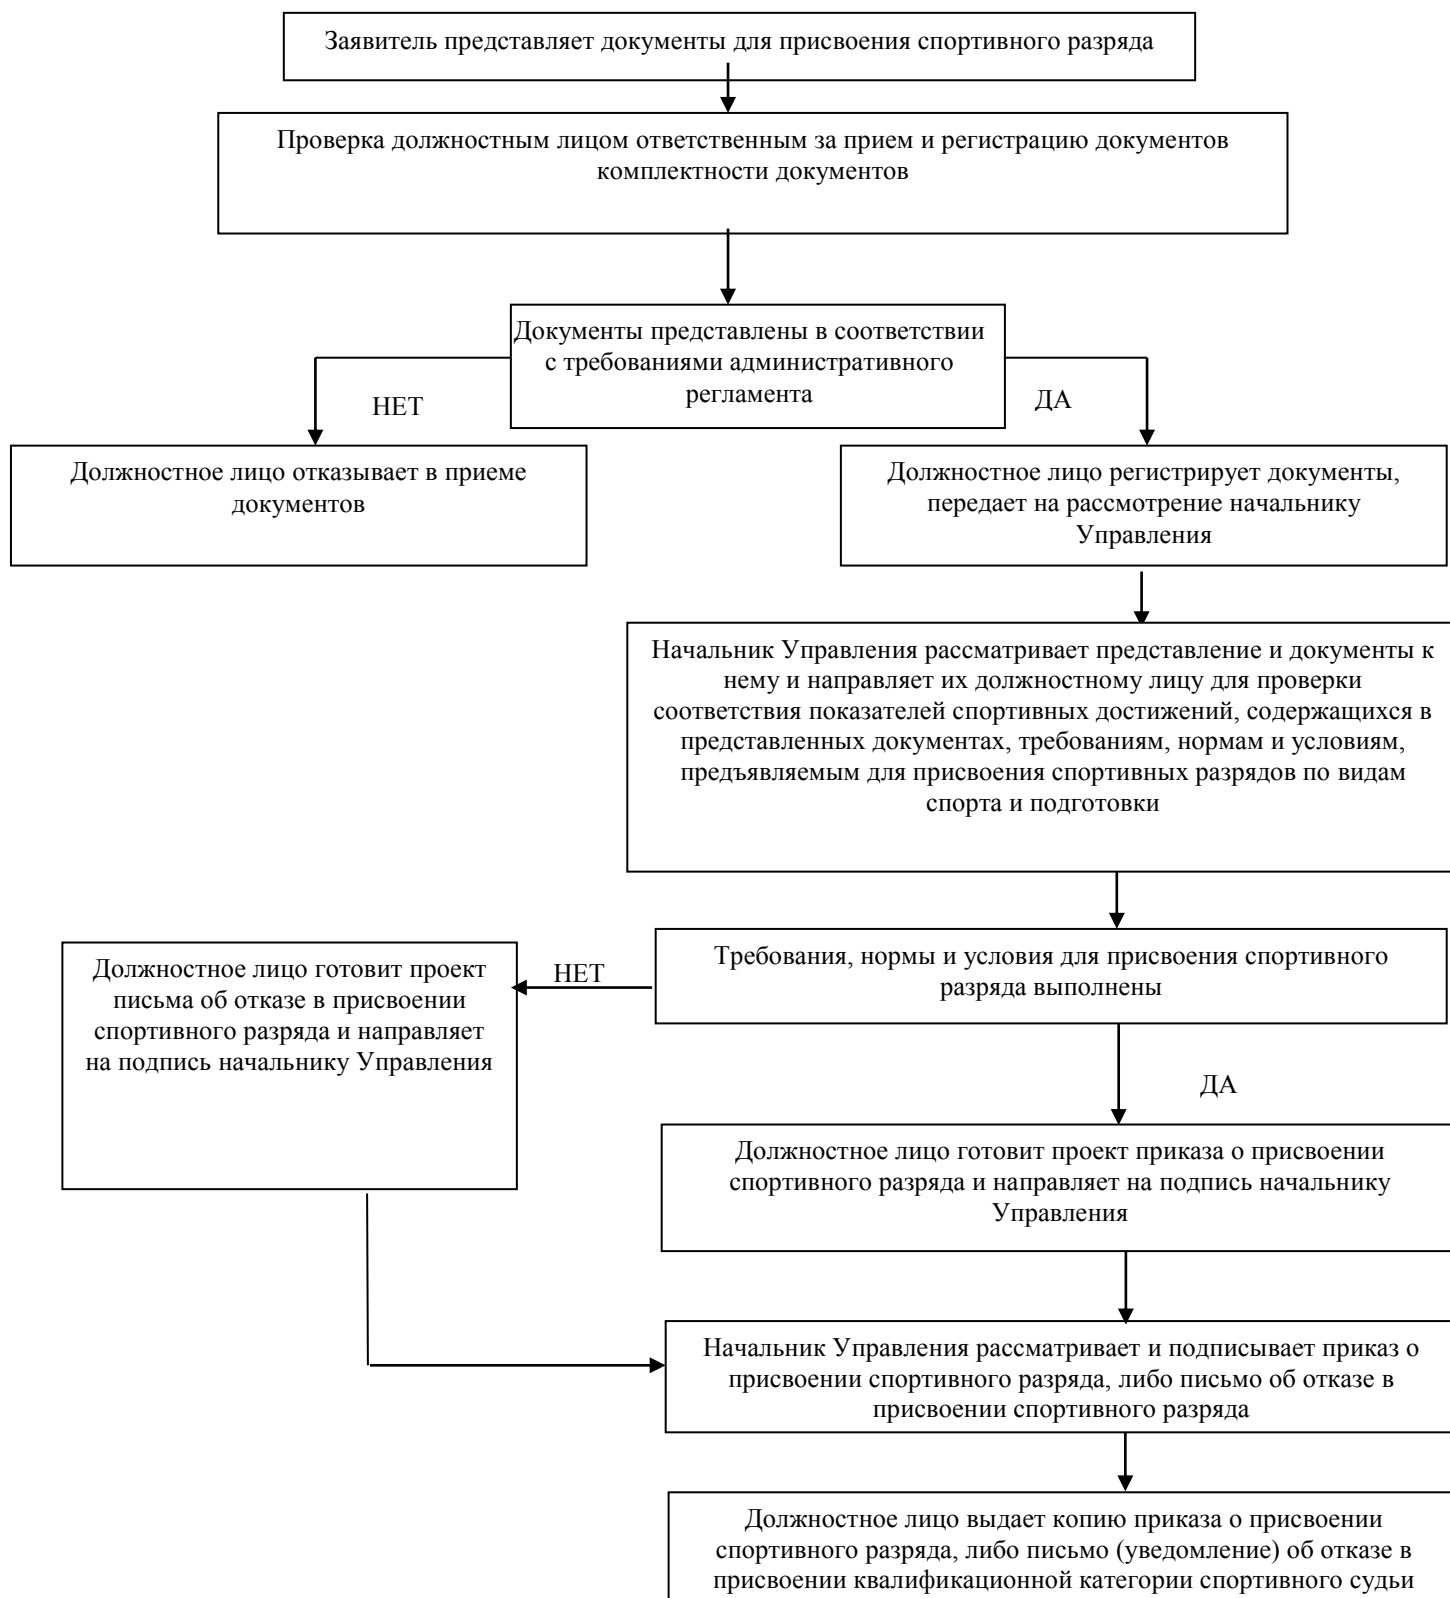 Заявитель представляет документы для присвоения спортивного разряда
Проверка должностным лицом ответственным за прием и регистрацию документов
комплектности документов
Документы представлены в соответствии
с требованиями административного
регламента
НЕТ
ДА
Должностное лицо отказывает в приеме
документов
Должностное лицо регистрирует документы,
передает на рассмотрение начальнику
Управления
Начальник Управления рассматривает представление и документы к
нему и направляет их должностному лицу для проверки
соответствия показателей спортивных достижений, содержащихся в
представленных документах, требованиям, нормам и условиям,
предъявляемым для присвоения спортивных разрядов по видам
спорта и подготовки
Требования, нормы и условия для присвоения спортивного
разряда выполнены
НЕТ
Должностное лицо готовит проект
письма об отказе в присвоении
спортивного разряда и направляет
на подпись начальнику Управления
ДА
Должностное лицо готовит проект приказа о присвоении
спортивного разряда и направляет на подпись начальнику
Управления
Начальник Управления рассматривает и подписывает приказ о
присвоении спортивного разряда, либо письмо об отказе в
присвоении спортивного разряда
Должностное лицо выдает копию приказа о присвоении
спортивного разряда, либо письмо (уведомление) об отказе в
присвоении квалификационной категории спортивного судьи